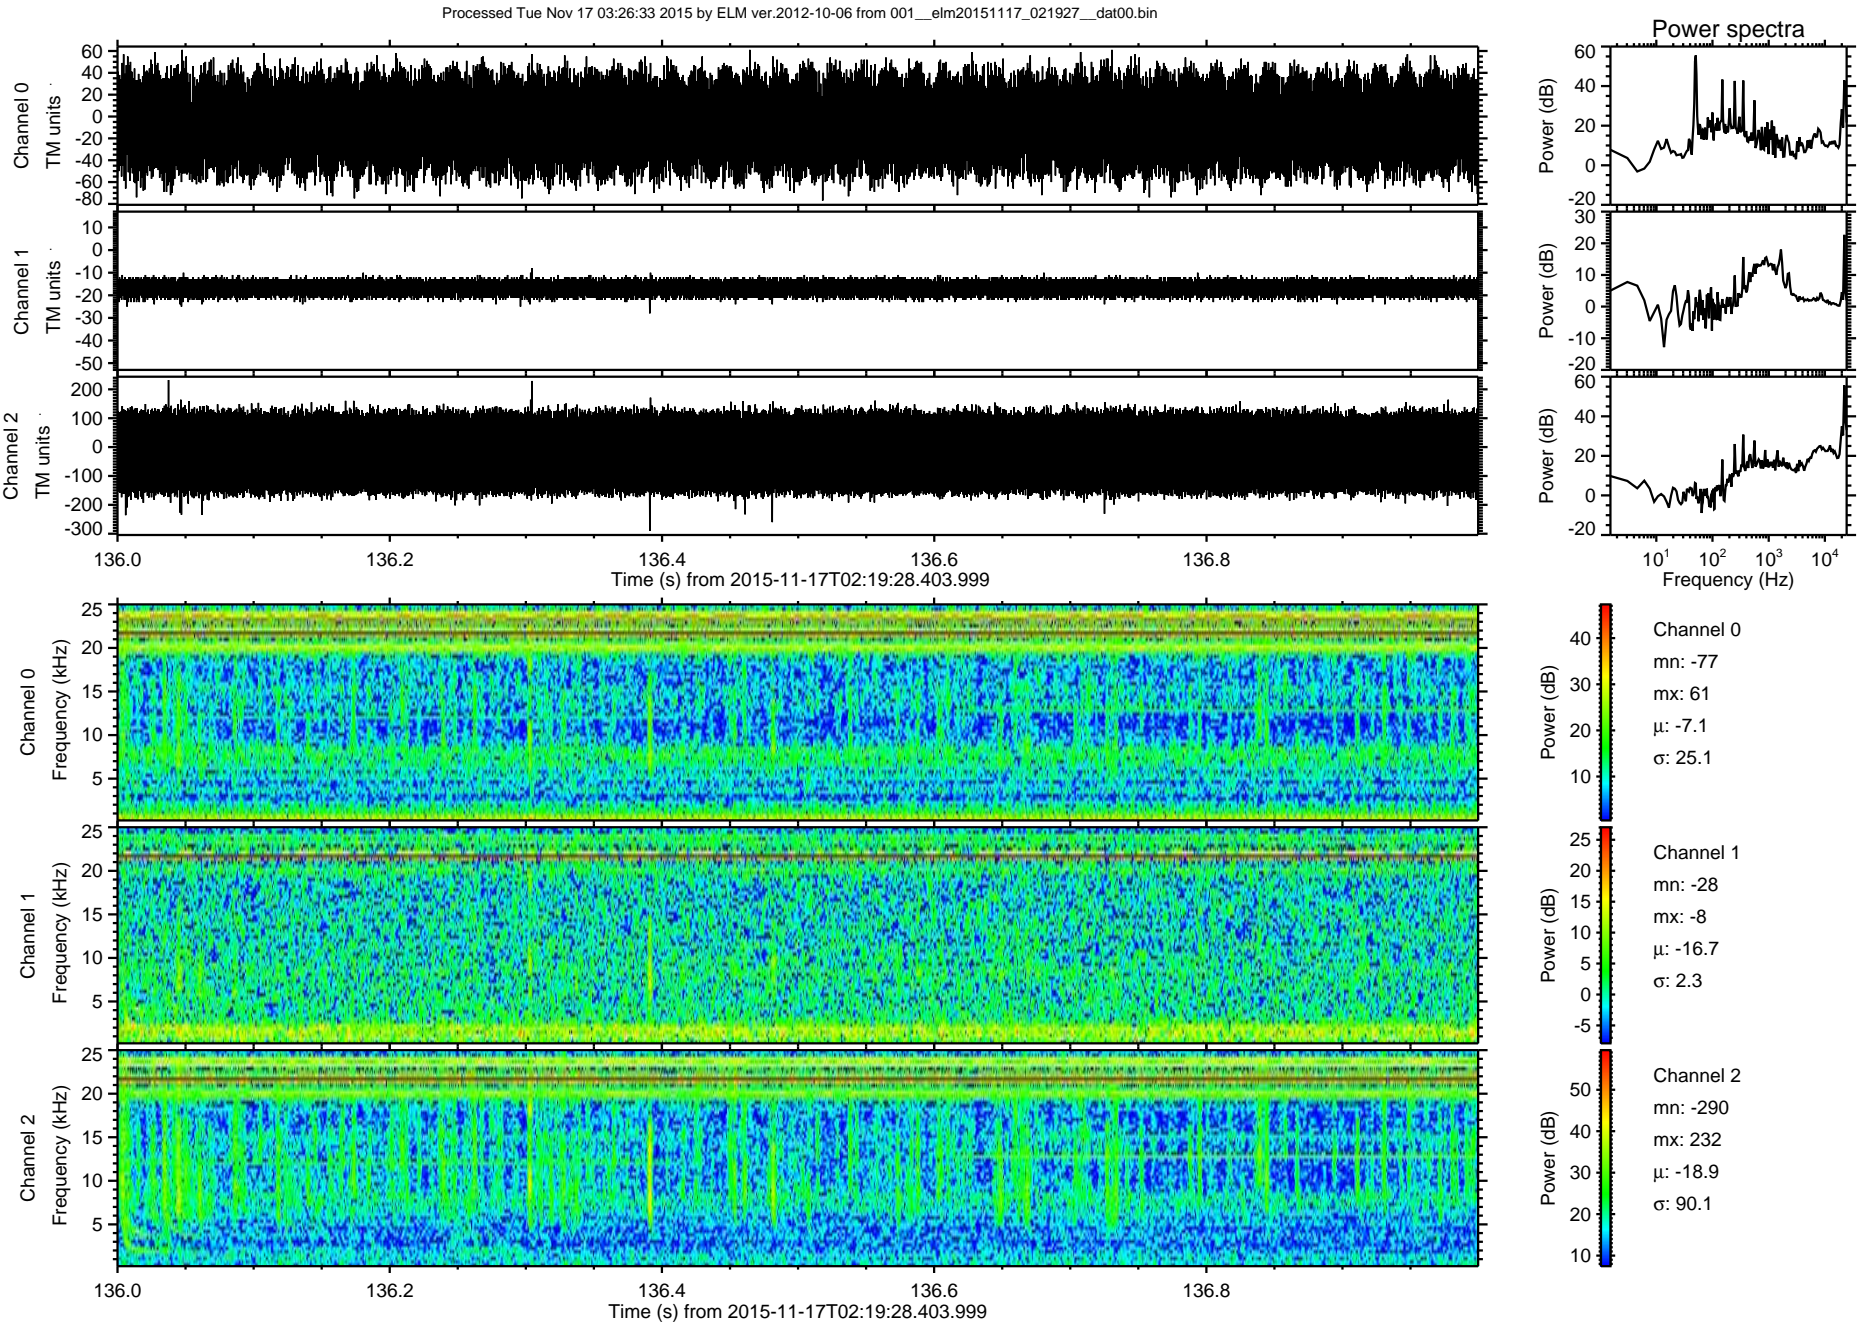 Processed Tue Nov 17 03:26:33 2015 by ELM ver.2012-10-06 from 001__elm20151117_021927__dat00.bin
Power spectra
Channel 0
TM units
60
40
20
0
-20
-40
-60
-80
Power (dB)
60
40
20
0
-20
Channel 1
TM units
10
0
-10
-20
-30
-40
-50
Power (dB)
30
20
10
0
-10
-20
Channel 2
TM units
200
100
0
-100
-200
-300
Power (dB)
60
40
20
0
-20
136.0 136.2 136.4 136.6 136.8
Time (s) from 2015-11-17T02:19:28.403.999
10^1 10^2 10^3 10^4
Frequency (Hz)
Channel 0
Frequency (kHz)
25
20
15
10
5
Power (dB)
40
30
20
10
Channel 0
mn: -77
mx: 61
μ: -7.1
σ: 25.1
Channel 1
Frequency (kHz)
25
20
15
10
5
Power (dB)
25
20
15
10
5
0
-5
Channel 1
mn: -28
mx: -8
μ: -16.7
σ: 2.3
Channel 2
Frequency (kHz)
25
20
15
10
5
Power (dB)
50
40
30
20
10
Channel 2
mn: -290
mx: 232
μ: -18.9
σ: 90.1
136.0 136.2 136.4 136.6 136.8
Time (s) from 2015-11-17T02:19:28.403.999